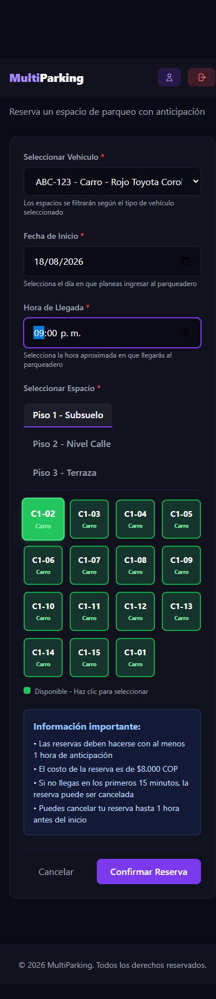 MultiParking
Reserva un espacio de parqueo con anticipación
Seleccionar Vehículo *
ABC-123 - Carro - Rojo Toyota Corol
Los espacios se filtrarán según el tipo de vehículo
seleccionado
Fecha de Inicio *
18/08/2026
Selecciona el día en que planeas ingresar al parqueadero
Hora de Llegada *
09:00 p. m.
Selecciona la hora aproximada en que llegarás al
parqueadero
Seleccionar Espacio *
Piso 1 - Subsuelo
Piso 2 - Nivel Calle
Piso 3 - Terraza
C1-02 C1-03 C1-04 C1-05
Carro Carro Carro Carro
C1-06 C1-07 C1-08 C1-09
Carro Carro Carro Carro
C1-10 C1-11 C1-12 C1-13
Carro Carro Carro Carro
C1-14 C1-15 C1-01
Carro Carro Carro
Disponible - Haz clic para seleccionar
Información importante:
• Las reservas deben hacerse con al menos
1 hora de anticipación
• El costo de la reserva es de $8.000 COP
• Si no llegas en los primeros 15 minutos, la
reserva puede ser cancelada
• Puedes cancelar tu reserva hasta 1 hora
antes del inicio
Cancelar Confirmar Reserva
© 2026 MultiParking. Todos los derechos reservados.